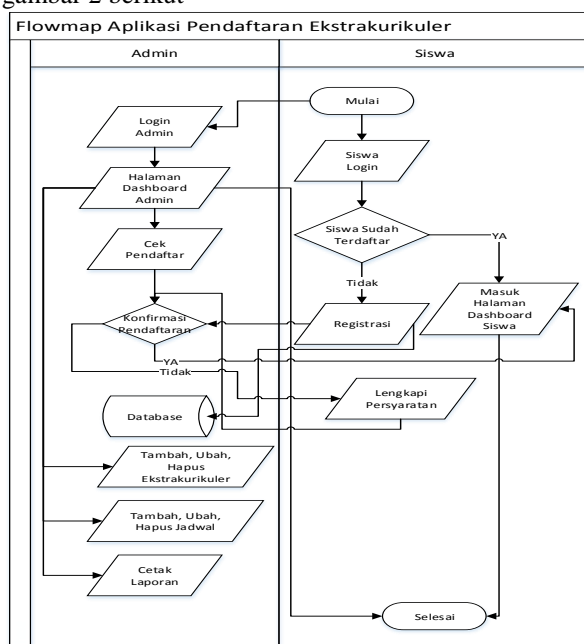 gambar 2 berikut
Flowmap Aplikasi Pendaftaran Ekstrakurikuler
Admin
Siswa
Mulai
Login
Admin
Siswa
Login
Halaman
Dashboard
Admin
Siswa Sudah
Terdaftar
YA
Cek
Pendaftar
Tidak
Masuk
Halaman
Dashboard
Siswa
Konfirmasi
Pendaftaran
Registrasi
YA
Tidak
Lengkapi
Persyaratan
Database
Tambah, Ubah,
Hapus
Ekstrakurikuler
Tambah, Ubah,
Hapus Jadwal
Cetak
Laporan
Selesai